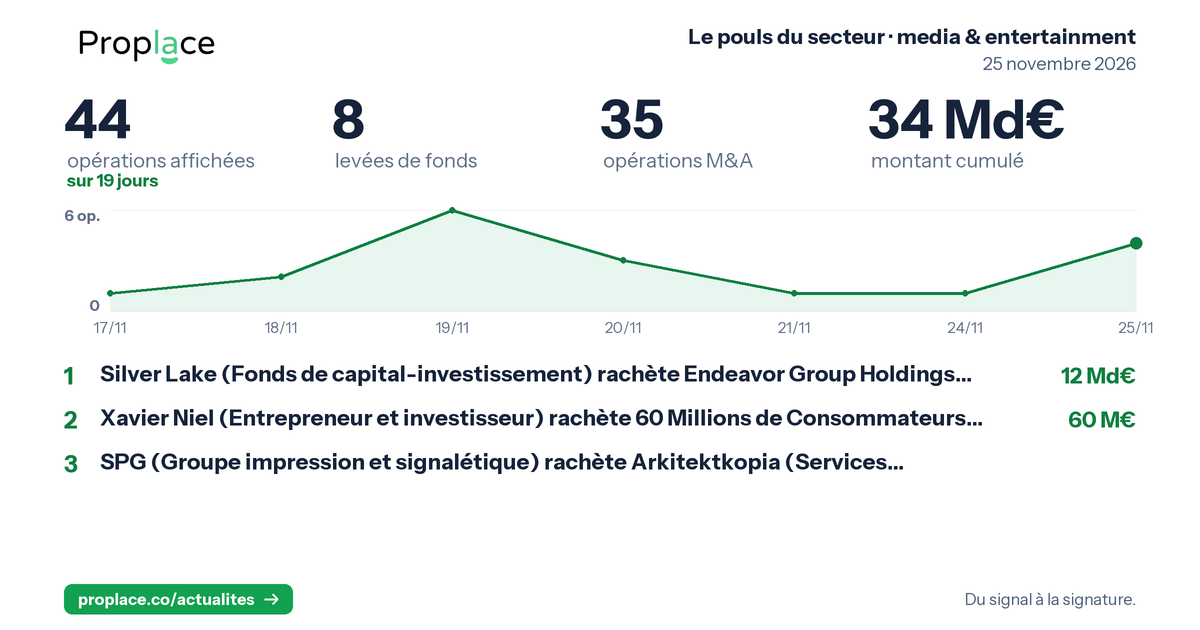 Proplace
Le pouls du secteur · media & entertainment
25 novembre 2026
44
opérations affichées
sur 19 jours
8
levées de fonds
35
opérations M&A
34 Md€
montant cumulé
6 op.
0
17/11
18/11
19/11
20/11
21/11
24/11
25/11
1 Silver Lake (Fonds de capital-investissement) rachète Endeavor Group Holdings... 12 Md€
2 Xavier Niel (Entrepreneur et investisseur) rachète 60 Millions de Consommateurs... 60 M€
3 SPG (Groupe impression et signalétique) rachète Arkitektkopia (Services...
proplace.co/actualites →
Du signal à la signature.